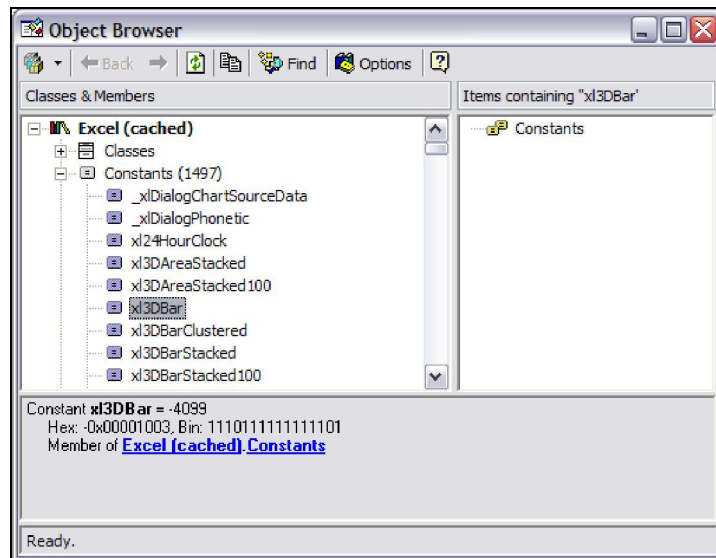 Object Browser
Back Find Options
Classes & Members
Items containing "xl3DBar'
Excel (cached)
Constants
Classes
Constants (1497)
_xlDialogChartSourceData
_xlDialogPhonetic
xl24HourClock
xl3DAreaStacked
xl3DAreaStacked100
xl3DBar
xl3DBarClustered
xl3DBarStacked
xl3DBarStacked100
Constant xl3DBar = -4099
Hex: -0x00001003, Bin: 1110111111111101
Member of Excel (cached).Constants
Ready.